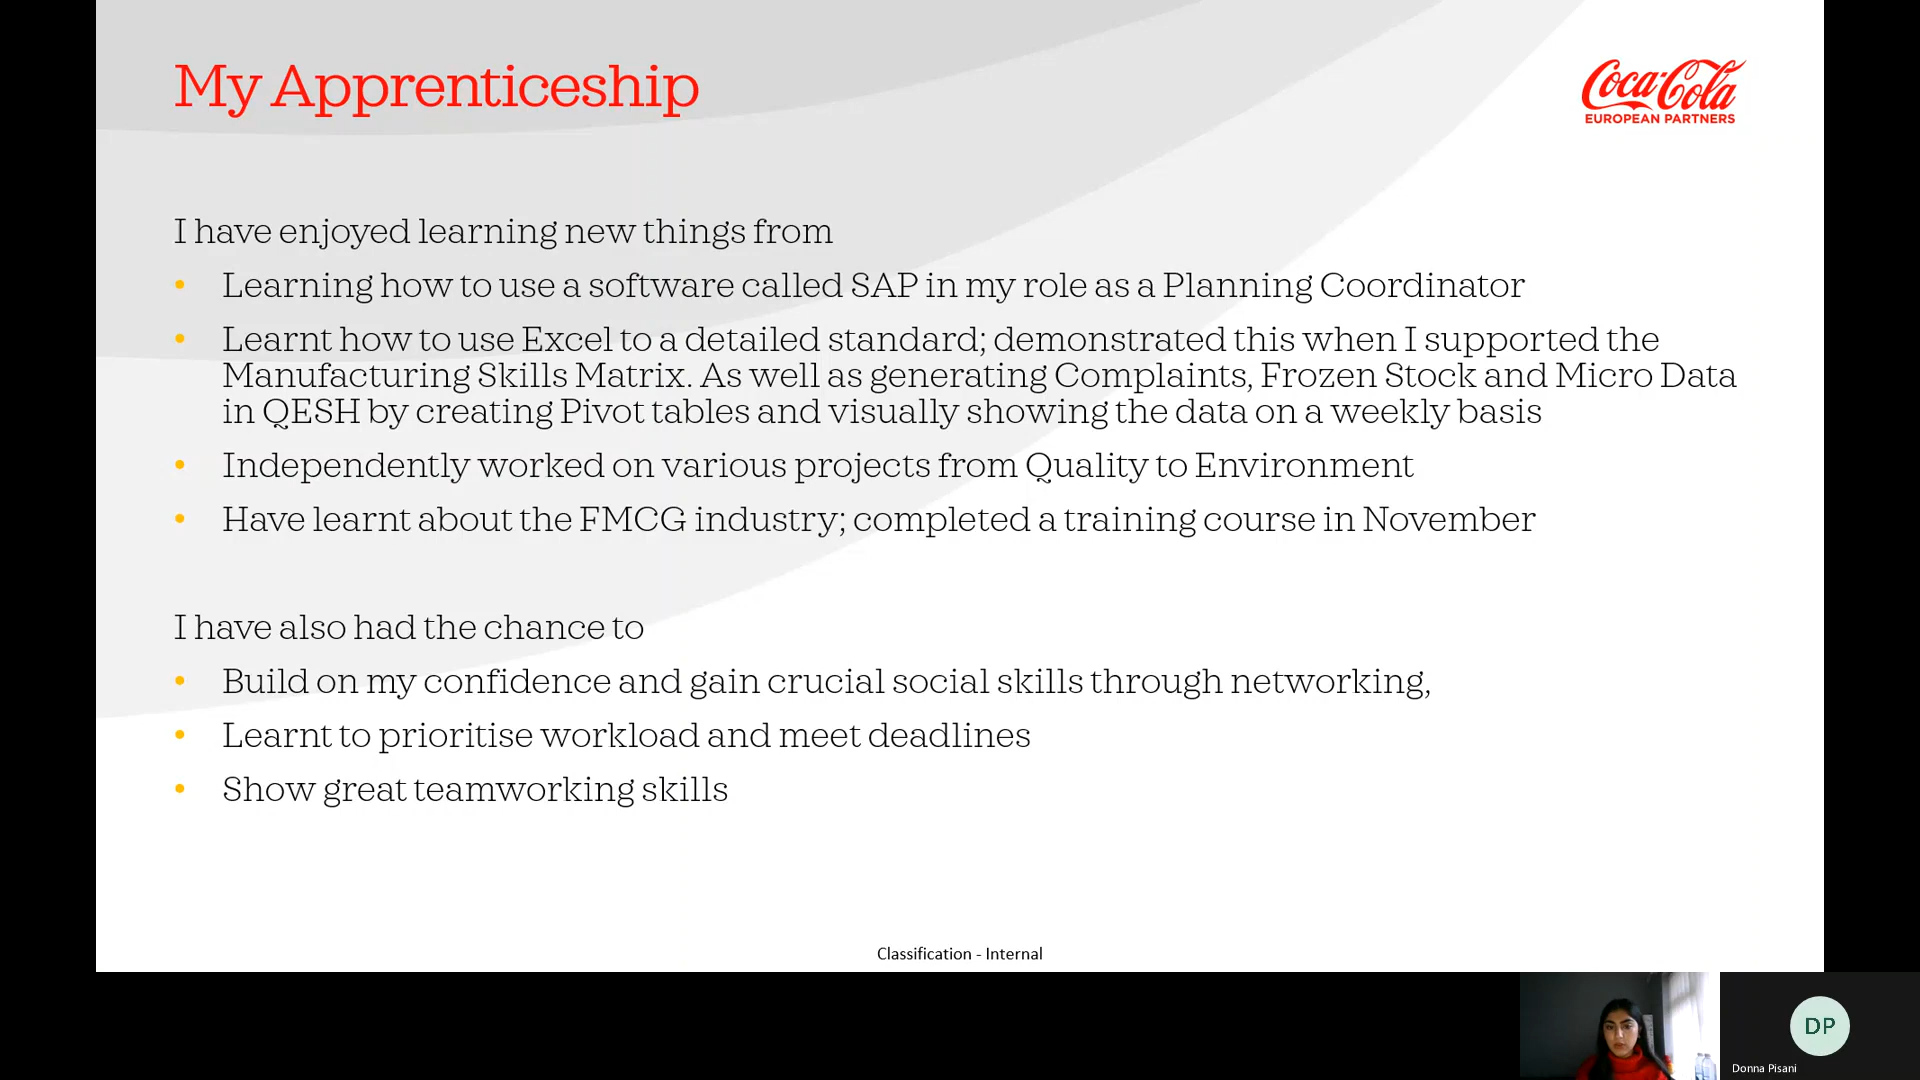 My Apprenticeship
Coca-Cola
EUROPEAN PARTNERS
I have enjoyed learning new things from
• Learning how to use a software called SAP in my role as a Planning Coordinator
• Learnt how to use Excel to a detailed standard; demonstrated this when I supported the
Manufacturing Skills Matrix. As well as generating Complaints, Frozen Stock and Micro Data
in QESH by creating Pivot tables and visually showing the data on a weekly basis
• Independently worked on various projects from Quality to Environment
• Have learnt about the FMCG industry; completed a training course in November
I have also had the chance to
• Build on my confidence and gain crucial social skills through networking,
• Learnt to prioritise workload and meet deadlines
• Show great teamworking skills
Classification - Internal
DP
Donna Pisani